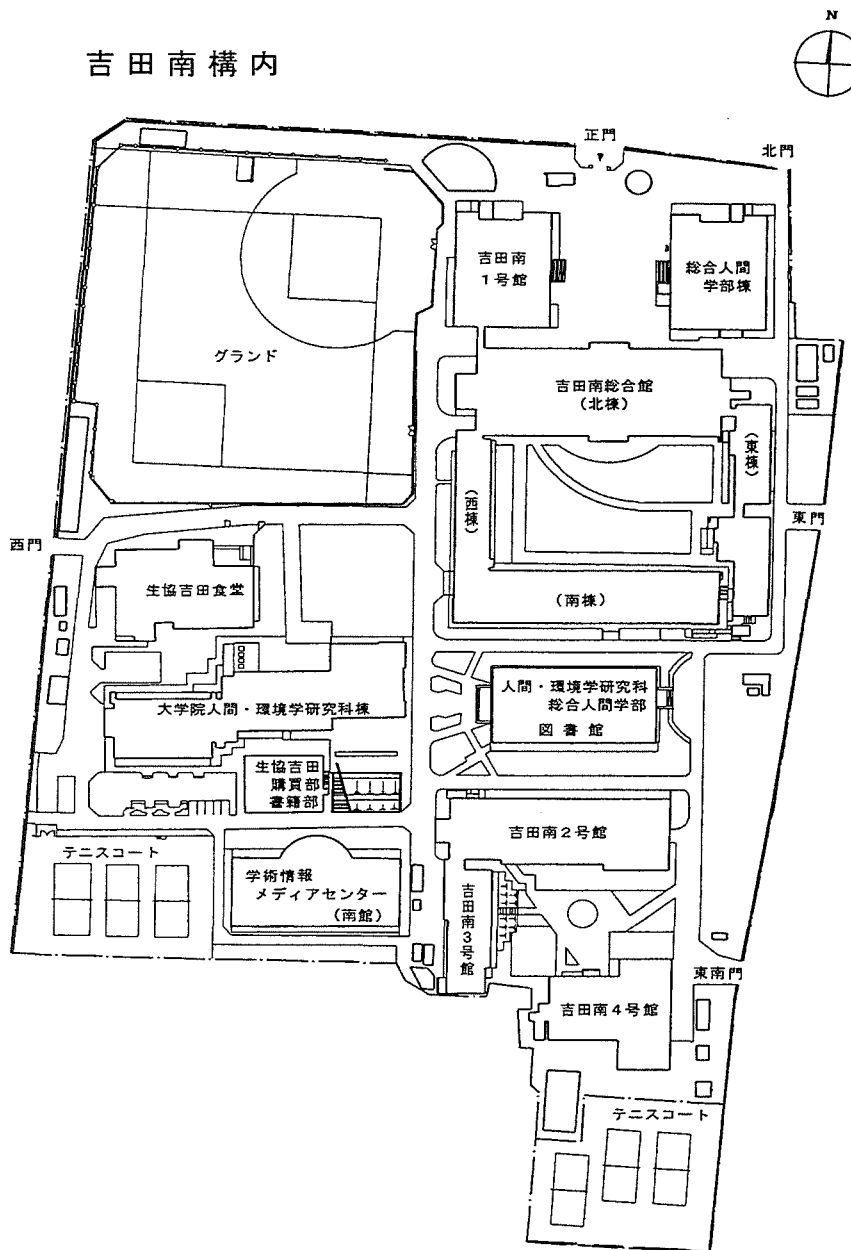 N
吉田南構内
正門
北門
吉田南
1号館
総合人間
学部棟
グランド
吉田南総合館
(北棟)
(東棟)
(西棟)
東門
西門
生協吉田食堂
(南棟)
人間・環境学研究科
総合人間学部
図書館
大学院人間・環境学研究科棟
生協吉田
購買部
書籍部
吉田南2号館
テニスコート
学術情報
メディアセンター
(南館)
吉田南3号館
東南門
吉田南4号館
テニスコート